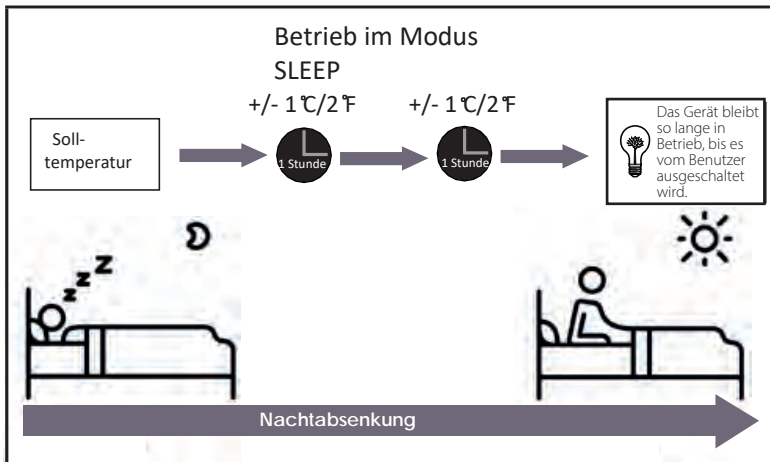 Betrieb im Modus
SLEEP
+/- 1℃/2℉
+/- 1℃/2℉
Soll-
temperatur
1 Stunde
1 Stunde
Das Gerät bleibt
so lange in
Betrieb, bis es
vom Benutzer
ausgeschaltet
wird.
z z z
Nachtabsenkung